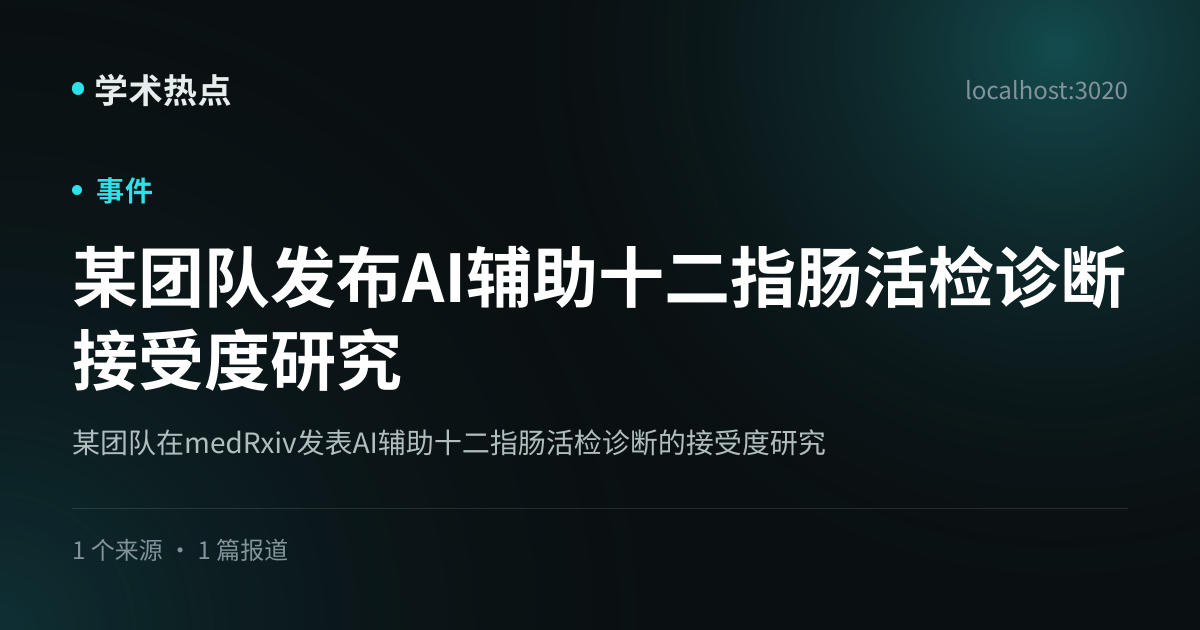 学术热点
localhost:3020
事件
某团队发布AI辅助十二指肠活检诊断
接受度研究
某团队在medRxiv发表AI辅助十二指肠活检诊断的接受度研究
1 个来源 · 1 篇报道